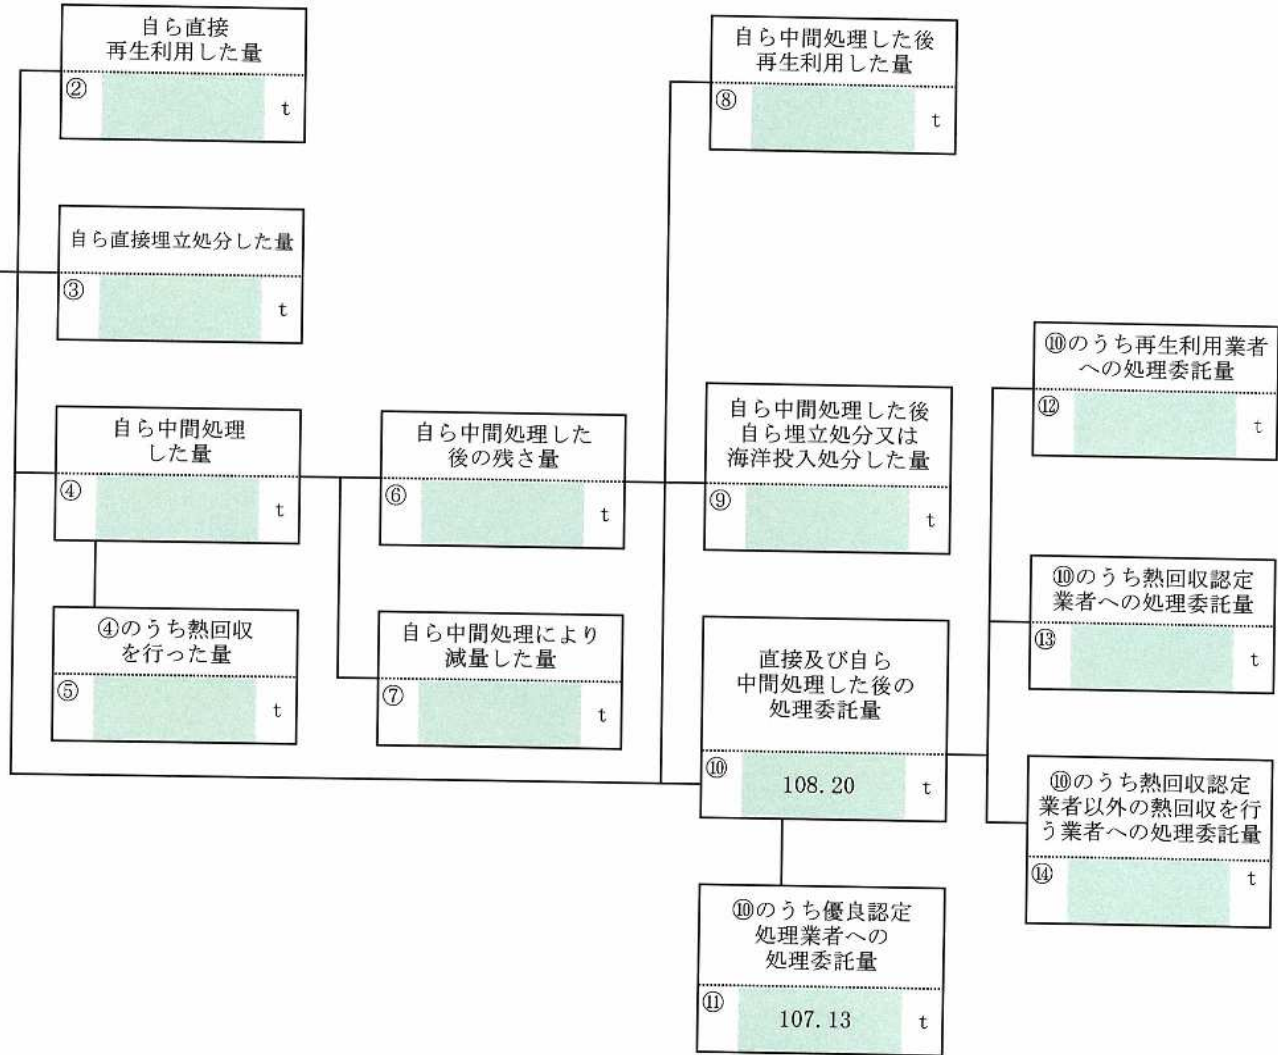 自ら直接
再生利用した量
② t
自ら直接埋立処分した量
③ t
自ら中間処理
した量
④ t
④のうち熱回収
を行った量
⑤ t
自ら中間処理した
後の残さ量
⑥ t
自ら中間処理により
減量した量
⑦ t
自ら中間処理した後
再生利用した量
⑧ t
自ら中間処理した後
自ら埋立処分又は
海洋投入処分した量
⑨ t
直接及び自ら
中間処理した後の
処理委託量
⑩ 108.20 t
⑩のうち優良認定
処理業者への
処理委託量
⑪ 107.13 t
⑩のうち再生利用業者
への処理委託量
⑫ t
⑩のうち熱回収認定
業者への処理委託量
⑬ t
⑩のうち熱回収認定
業者以外の熱回収を行
う業者への処理委託量
⑭ t